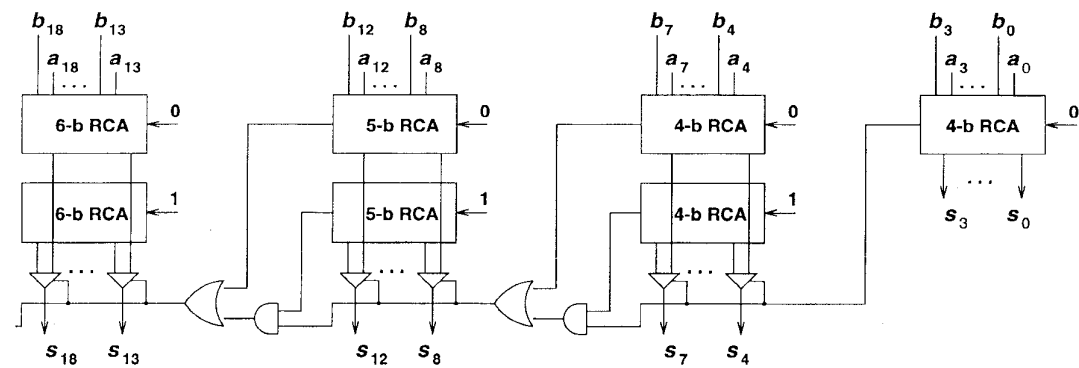 b18 b13 b12 b8 b7 b4 b3 b0
a18 ... a13 a12 ... a8 a7 ... a4 a3 ... a0
6-b RCA 0 5-b RCA 0 4-b RCA 0 4-b RCA 0
6-b RCA 1 5-b RCA 1 4-b RCA 1 ...
s3 s0
... ... ...
s18 s13 s12 s8 s7 s4